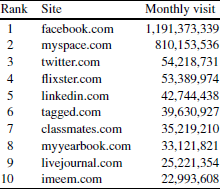 Rank Site Monthly visit
1 facebook.com 1,191,373,339
2 myspace.com 810,153,536
3 twitter.com 54,218,731
4 flixster.com 53,389,974
5 linkedin.com 42,744,438
6 tagged.com 39,630,927
7 classmates.com 35,219,210
8 myyearbook.com 33,121,821
9 livejournal.com 25,221,354
10 imeem.com 22,993,608